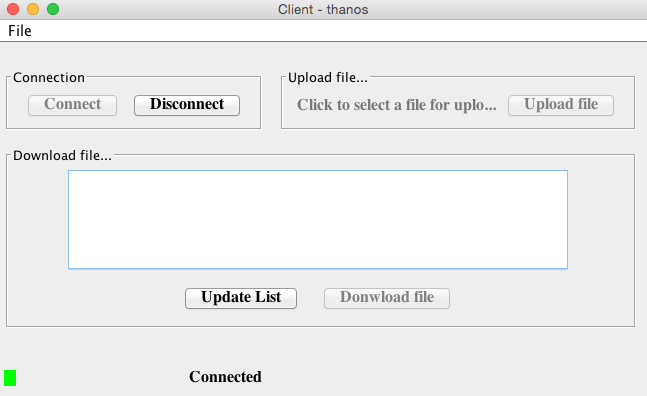 Client - thanos
File
Connection
Upload file...
Connect
Disconnect
Click to select a file for uplo...
Upload file
Download file...
Update List
Donwload file
Connected